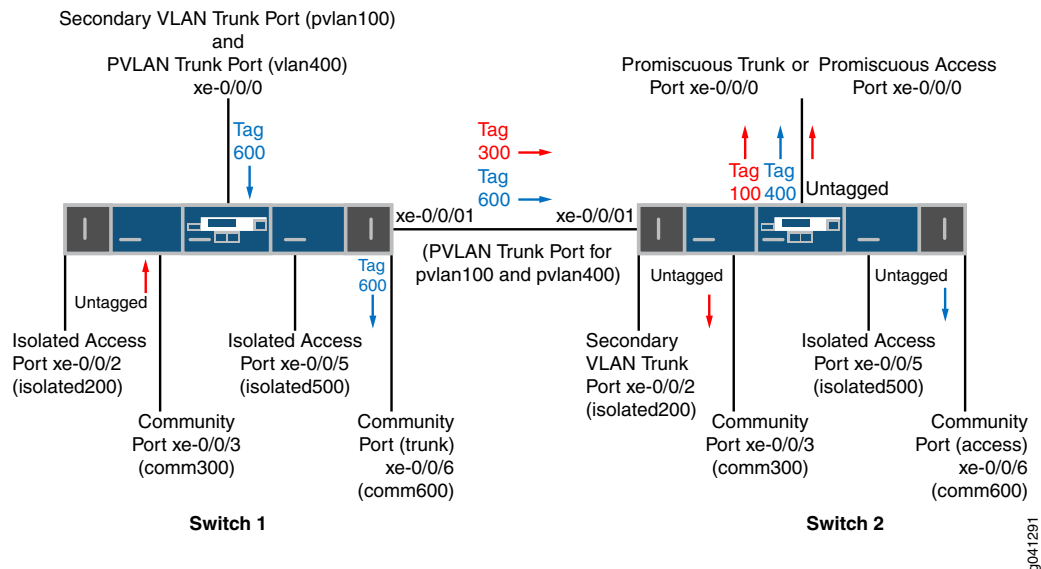 Secondary VLAN Trunk Port (pvlan100)
and
PVLAN Trunk Port (vlan400)
xe-0/0/0
Promiscuous Trunk or Promiscuous Access
Port xe-0/0/0 Port xe-0/0/0
Tag
600
Tag
300
Tag
600
Tag Tag
100 400 Untagged
xe-0/0/01 xe-0/0/01
(PVLAN Trunk Port for
pvlan100 and pvlan400)
Untagged
Tag
600
Untagged
Untagged
Isolated Access
Port xe-0/0/2
(isolated200)
Isolated Access
Port xe-0/0/5
(isolated500)
Secondary
VLAN Trunk
Port xe-0/0/2
(isolated200)
Isolated Access
Port xe-0/0/5
(isolated500)
Community
Port xe-0/0/3
(comm300)
Community
Port (trunk)
xe-0/0/6
(comm600)
Community
Port xe-0/0/3
(comm300)
Community
Port (access)
xe-0/0/6
(comm600)
Switch 1
Switch 2
g041291